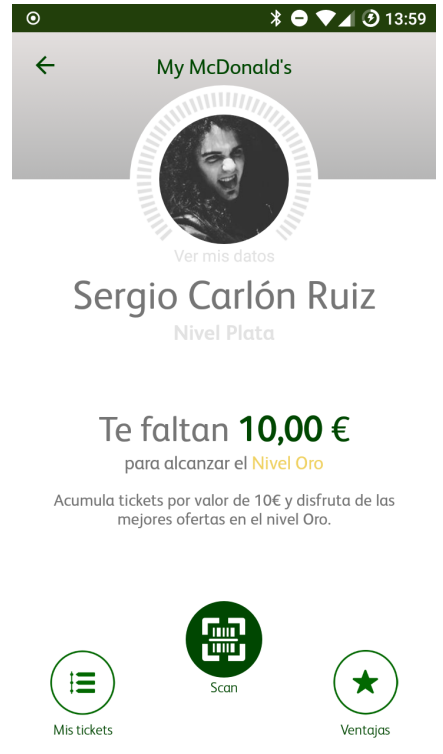 13:59
My McDonald's
Ver mis datos
Sergio Carlón Ruiz
Nivel Plata
Te faltan 10,00 €
para alcanzar el Nivel Oro
Acumula tickets por valor de 10€ y disfruta de las
mejores ofertas en el nivel Oro.
Scan
Mis tickets
Ventajas